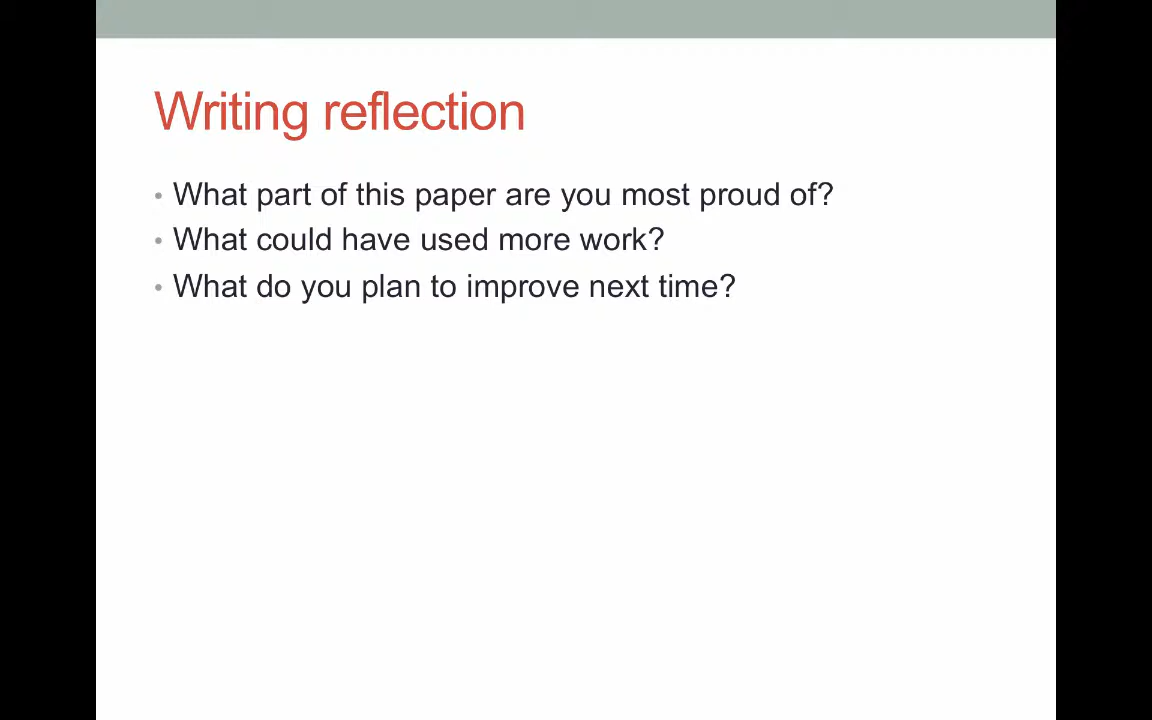 Writing reflection
• What part of this paper are you most proud of?
• What could have used more work?
• What do you plan to improve next time?